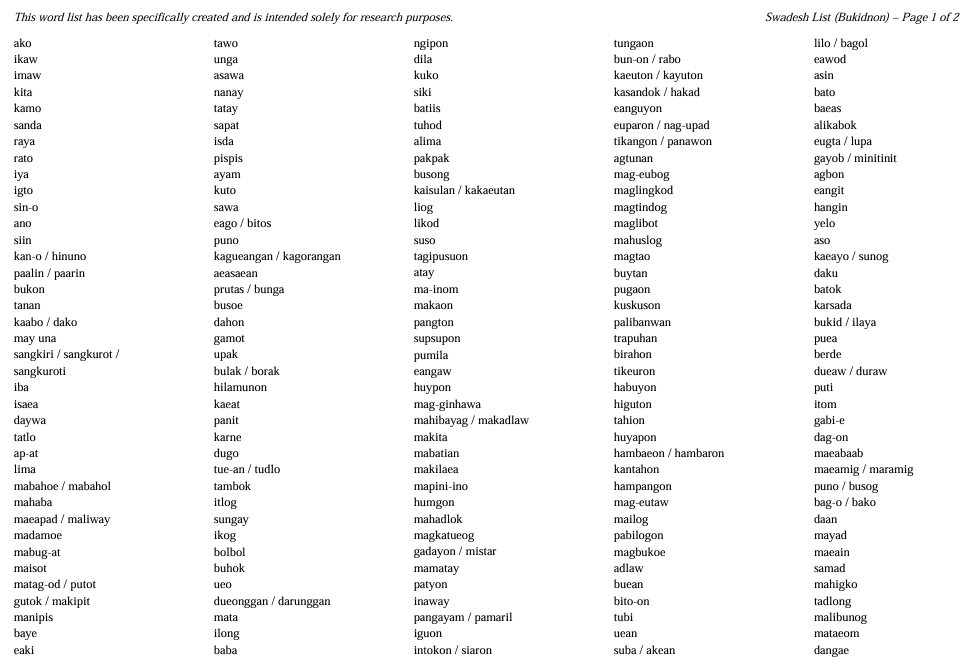 This word list has been specifically created and is intended solely for research purposes.
Swadesh List (Bukidnon) – Page 1 of 2
ako
ikaw
imaw
kita
kamo
sanda
raya
rato
iya
igto
sin-o
ano
siin
kan-o / hinuno
paalin / paarin
bukon
tanan
kaabo / dako
may una
sangkiri / sangkurot /
sangkuroti
iba
isaea
daywa
tatlo
ap-at
lima
mabahoe / mabahol
mahaba
maeapad / maliway
madamoe
mabug-at
maisot
matag-od / putot
gutok / makipit
manipis
baye
eaki
tawo
unga
asawa
nanay
tatay
sapat
isda
pispis
ayam
kuto
sawa
eago / bitos
puno
kagueangan / kagorangan
aeasaean
prutas / bunga
busoe
dahon
gamot
upak
bulak / borak
hilamunon
kaeat
panit
karne
dugo
tue-an / tudlo
tambok
itlog
sungay
ikog
bolbol
buhok
ueo
dueonggan / darunggan
mata
ilong
baba
ngipon
dila
kuko
siki
batiis
tuhod
alima
pakpak
busong
kaisulan / kakaeutan
liog
likod
suso
tagipusuon
atay
ma-inom
makaon
pangton
supsupon
pumila
eangaw
huypon
mag-ginhawa
mahibayag / makadlaw
makita
mabatian
makilaea
mapini-ino
humgon
mahadlok
magkatueog
gadayon / mistar
mamatay
patyon
inaway
pangayam / pamaril
iguon
intokon / siaron
tungaon
bun-on / rabo
kaeuton / kayuton
kasandok / hakad
eanguyon
euparon / nag-upad
tikangon / panawon
agtunan
mag-eubog
maglingkod
magtindog
maglibot
mahuslog
magtao
buytan
pugaon
kuskuson
palibanwan
trapuhan
birahon
tikeuron
habuyon
higuton
tahion
huyapon
hambaeon / hambaron
kantahon
hampangon
mag-eutaw
mailog
pabilogon
magbukoe
adlaw
buean
bito-on
tubi
uean
suba / akean
lilo / bagol
eawod
asin
bato
baeas
alikabok
eugta / lupa
gayob / minitinit
agbon
eangit
hangin
yelo
aso
kaeayo / sunog
daku
batok
karsada
bukid / ilaya
puea
berde
dueaw / duraw
puti
itom
gabi-e
dag-on
maeabaab
maeamig / maramig
puno / busog
bag-o / bako
daan
mayad
maeain
samad
mahigko
tadlong
malibunog
mataeom
dangae